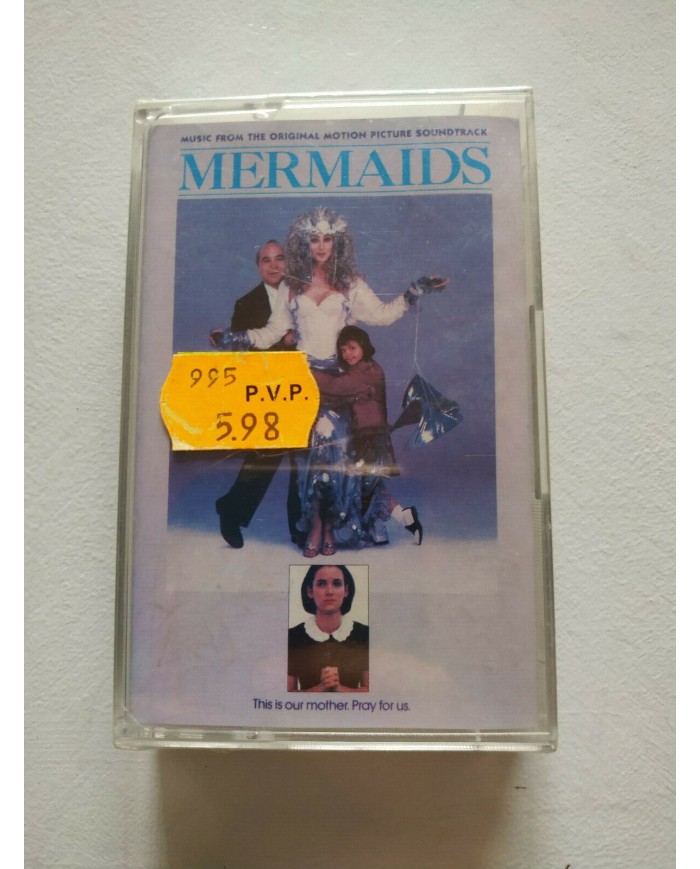 MUSIC FROM THE ORIGINAL MOTION PICTURE SOUNDTRACK
MERMAIDS
995
P.V.P.
5.98
This is our mother. Pray for us.